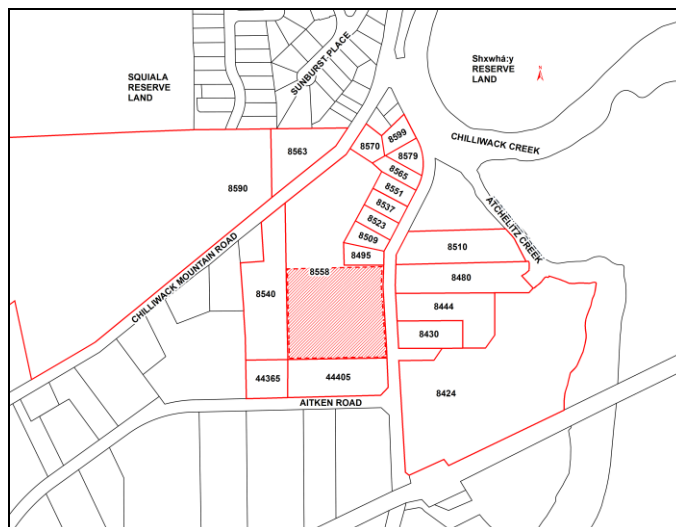 SQUIALA
RESERVE
LAND
SUNBURST PLACE
Shxwhá:y
RESERVE
LAND
N
CHILLIWACK CREEK
8563
8570
8599
8579
8565
8590
8551
8537
8523
8509
8495
ATCHELITZ CREEK
8510
CHILLIWACK MOUNTAIN ROAD
8558
8480
8540
8444
8430
44365
44405
8424
AITKEN ROAD